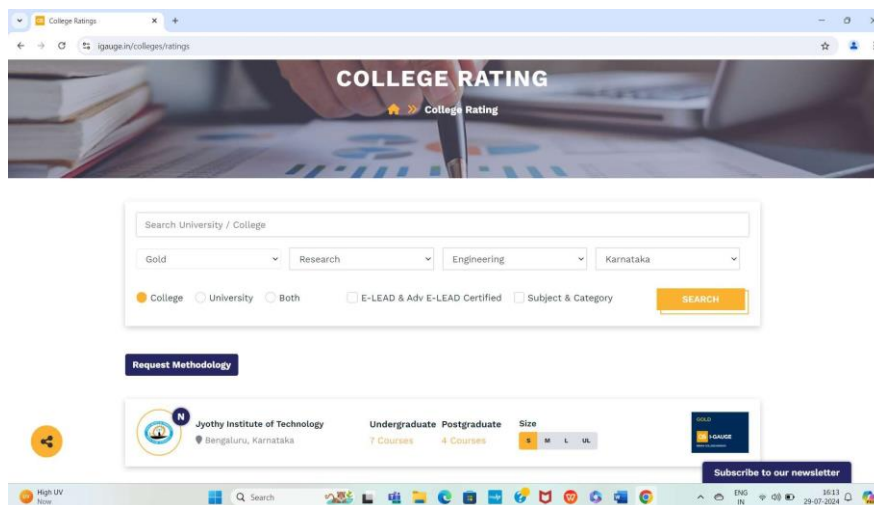 College Ratings
igauge.in/colleges/ratings
COLLEGE RATING
College Rating
Search University / College
Gold Research Engineering Karnataka
College University Both E-LEAD & Adv E-LEAD Certified Subject & Category SEARCH
Request Methodology
N
Jyothy Institute of Technology Undergraduate Postgraduate Size
Bengaluru, Karnataka 7 Courses 4 Courses S M L UL
GOLD
I-GAUGE
Subscribe to our newsletter
High UV
Now
Search
ENG
IN
16:13
29-07-2024